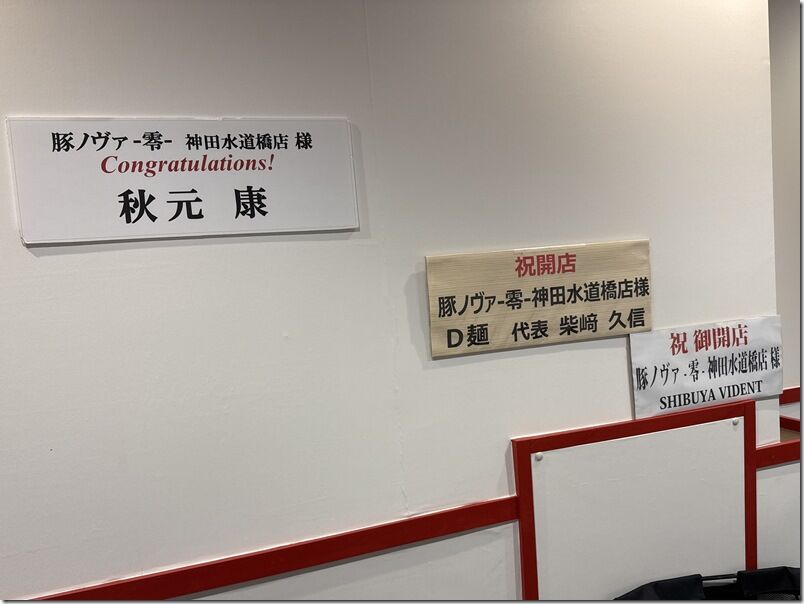 豚ノヴァ-零- 神田水道橋店 様
Congratulations!
秋元 康
祝開店
豚ノヴァ-零-神田水道橋店様
D麺 代表 柴﨑 久信
祝 御開店
豚ノヴァ-零-神田水道橋店 様
SHIBUYA VIDENT